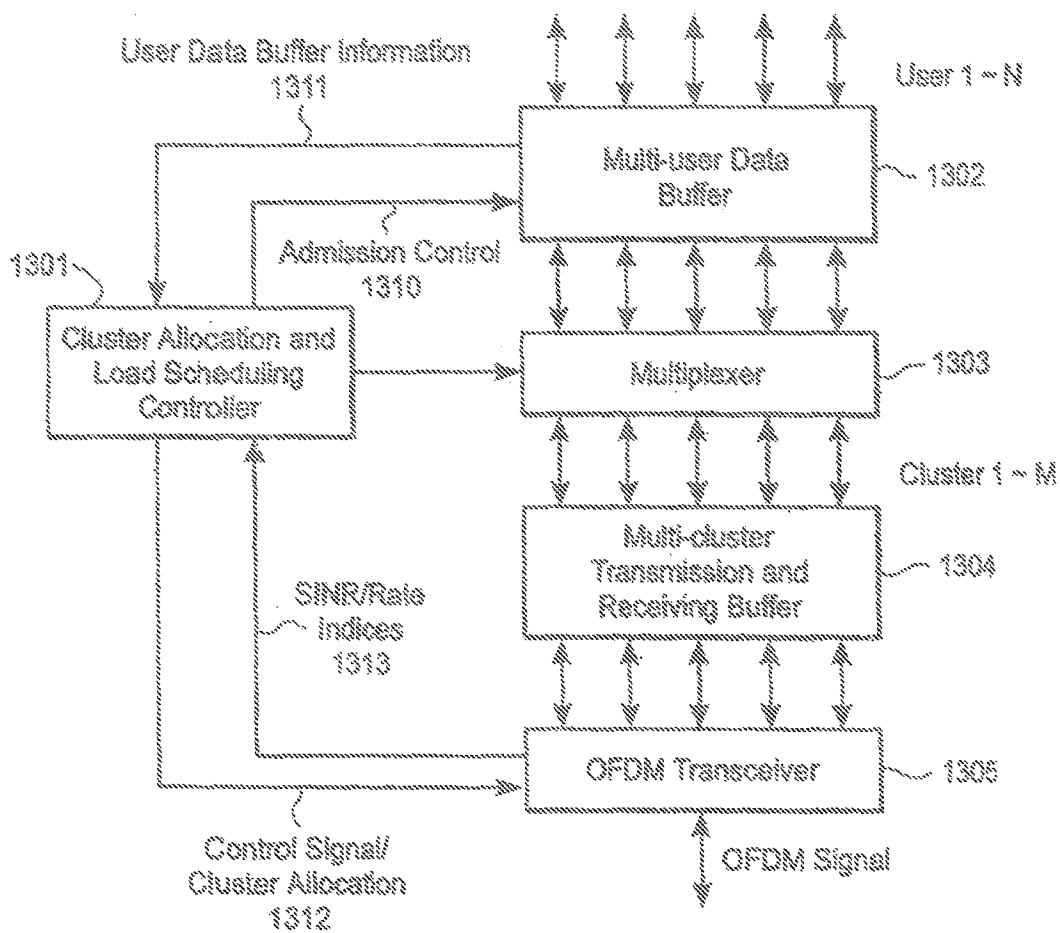 User Data Buffer Information
1311
User 1 ~ N
Multi-user Data
Buffer
1302
Admission Control
1310
1301
Cluster Allocation and
Load Scheduling
Controller
Multiplexer
1303
Cluster 1 ~ M
Multi-cluster
Transmission and
Receiving Buffer
1304
SINR/Rate
Indices
1313
OFDM Transceiver
1305
Control Signal/
Cluster Allocation
1312
OFDM Signal